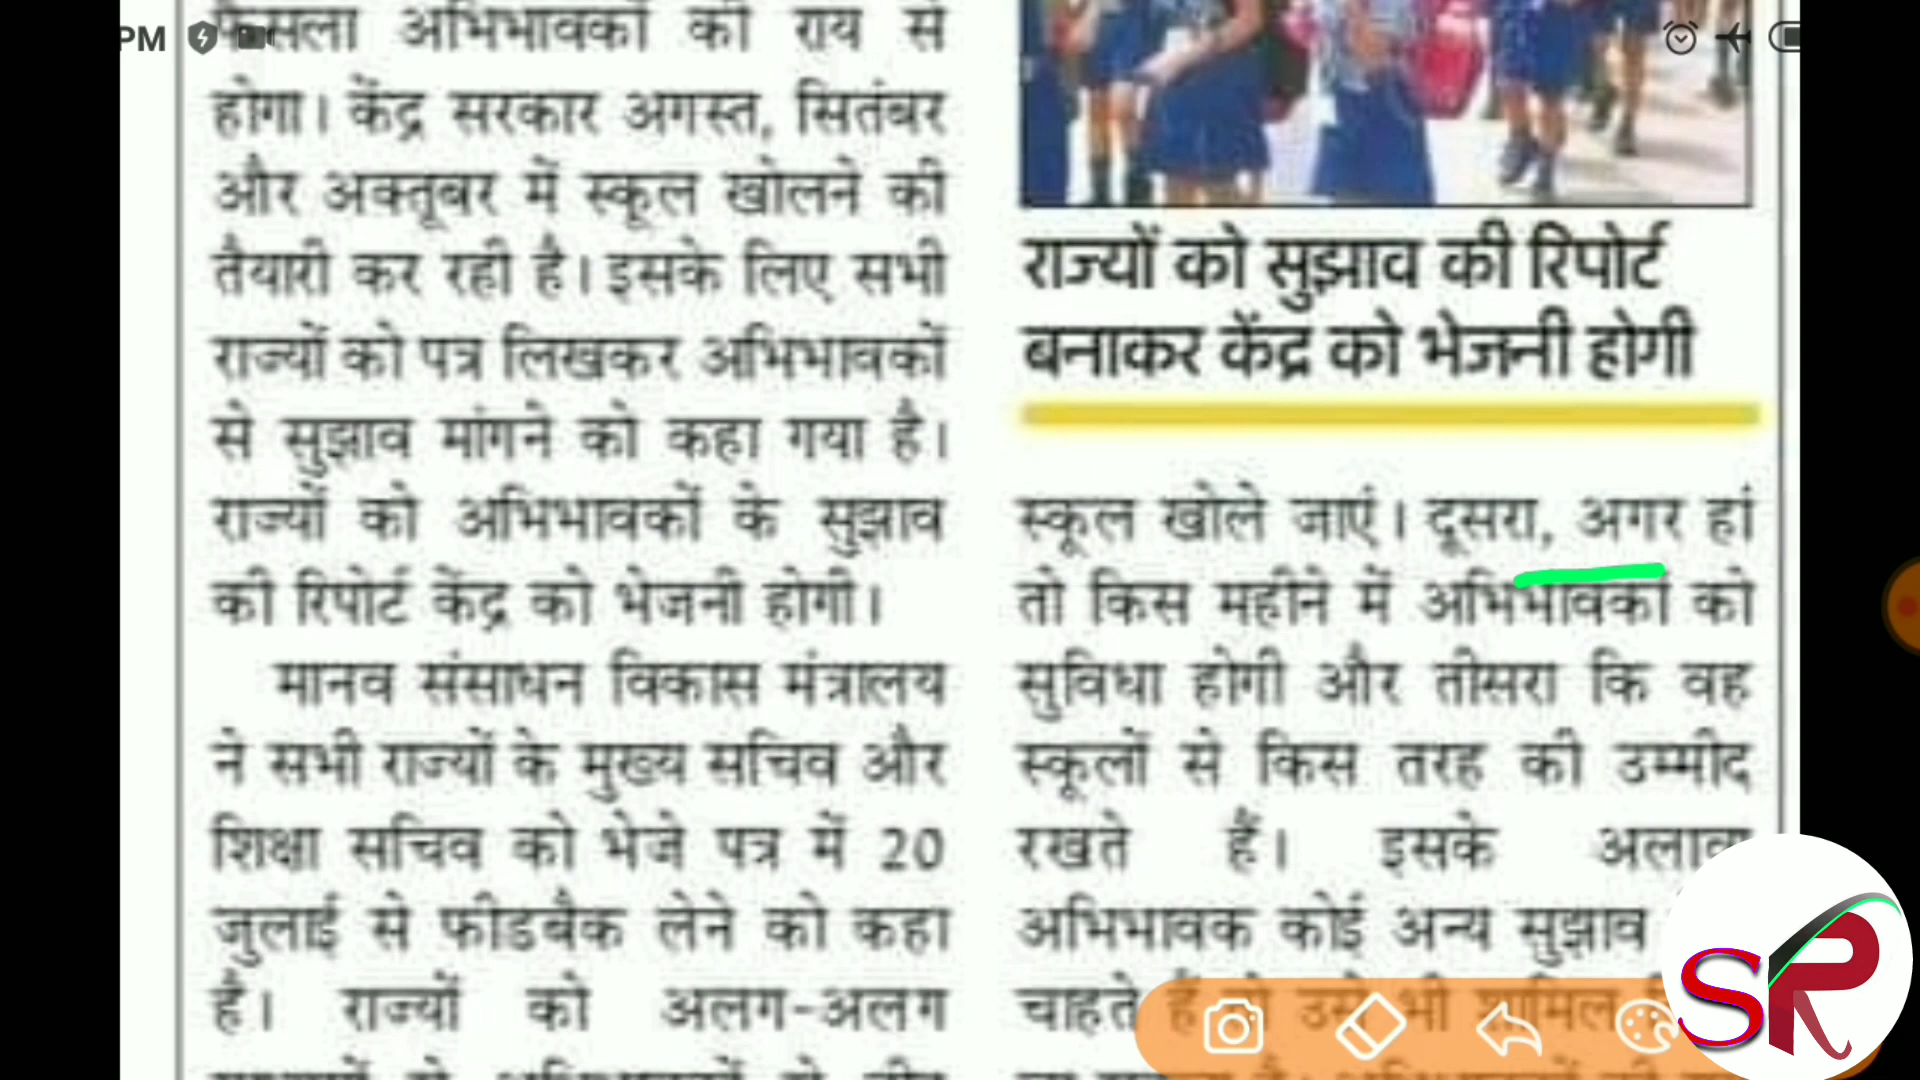 PM
फैसला अभिभावकों की राय से
होगा। केंद्र सरकार अगस्त, सितंबर
और अक्तूबर में स्कूल खोलने की
तैयारी कर रही है। इसके लिए सभी
राज्यों को पत्र लिखकर अभिभावकों
से सुझाव मांगने को कहा गया है।
राज्यों को अभिभावकों के सुझाव
की रिपोर्ट केंद्र को भेजनी होगी।
मानव संसाधन विकास मंत्रालय
ने सभी राज्यों के मुख्य सचिव और
शिक्षा सचिव को भेजे पत्र में 20
जुलाई से फीडबैक लेने को कहा
है। राज्यों को अलग-अलग
राज्यों को सुझाव की रिपोर्ट
बनाकर केंद्र को भेजनी होगी
स्कूल खोले जाएं। दूसरा, अगर हां
तो किस महीने में अभिभावकों को
सुविधा होगी और तीसरा कि वह
स्कूलों से किस तरह की उम्मीद
रखते हैं। इसके अलावा
अभिभावक कोई अन्य सुझाव
चाहते हैं तो उसे भी शामिल
SR